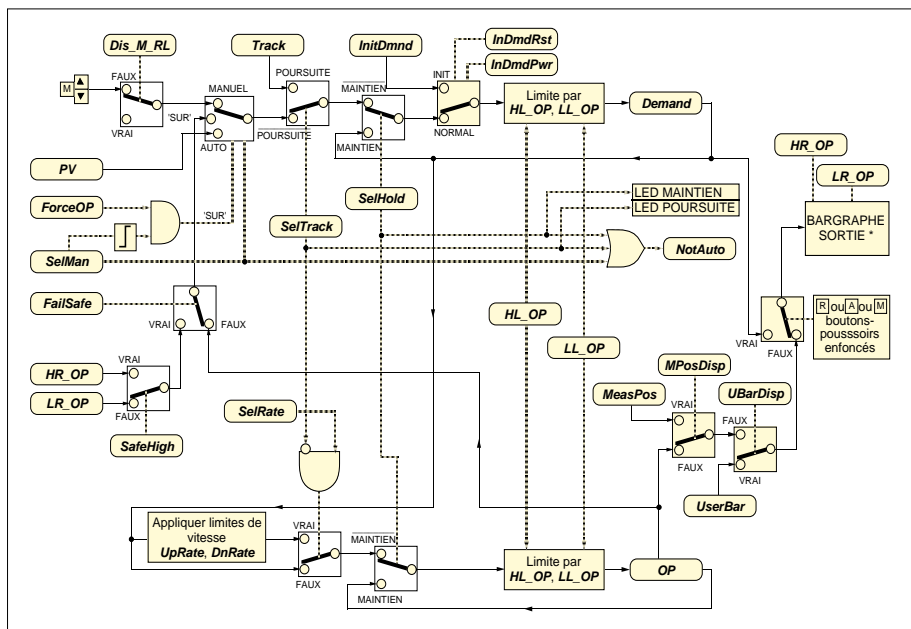 Dis_M_RL
Track
InitDmnd
InDmdRst
InDmdPwr
M
FAUX
VRAI
MANUEL
'SUR'
AUTO
POURSUITE
POURSUITE
MAINTIEN
MAINTIEN
INIT
NORMAL
Limite par
HL_OP, LL_OP
Demand
PV
ForceOP
'SUR'
SelMan
SelTrack
SelHold
LED MAINTIEN
LED POURSUITE
NotAuto
HR_OP
LR_OP
BARGRAPHE
SORTIE *
FailSafe
VRAI
FAUX
HL_OP
LL_OP
VRAI
FAUX
R ou A ou M
boutons-
pousssoirs
enfoncés
HR_OP
LR_OP
VRAI
FAUX
SafeHigh
SelRate
MPosDisp
MeasPos
VRAI
FAUX
UBarDisp
FAUX
VRAI
UserBar
Appliquer limites de
vitesse
UpRate, DnRate
VRAI
FAUX
MAINTIEN
MAINTIEN
Limite par
HL_OP, LL_OP
OP